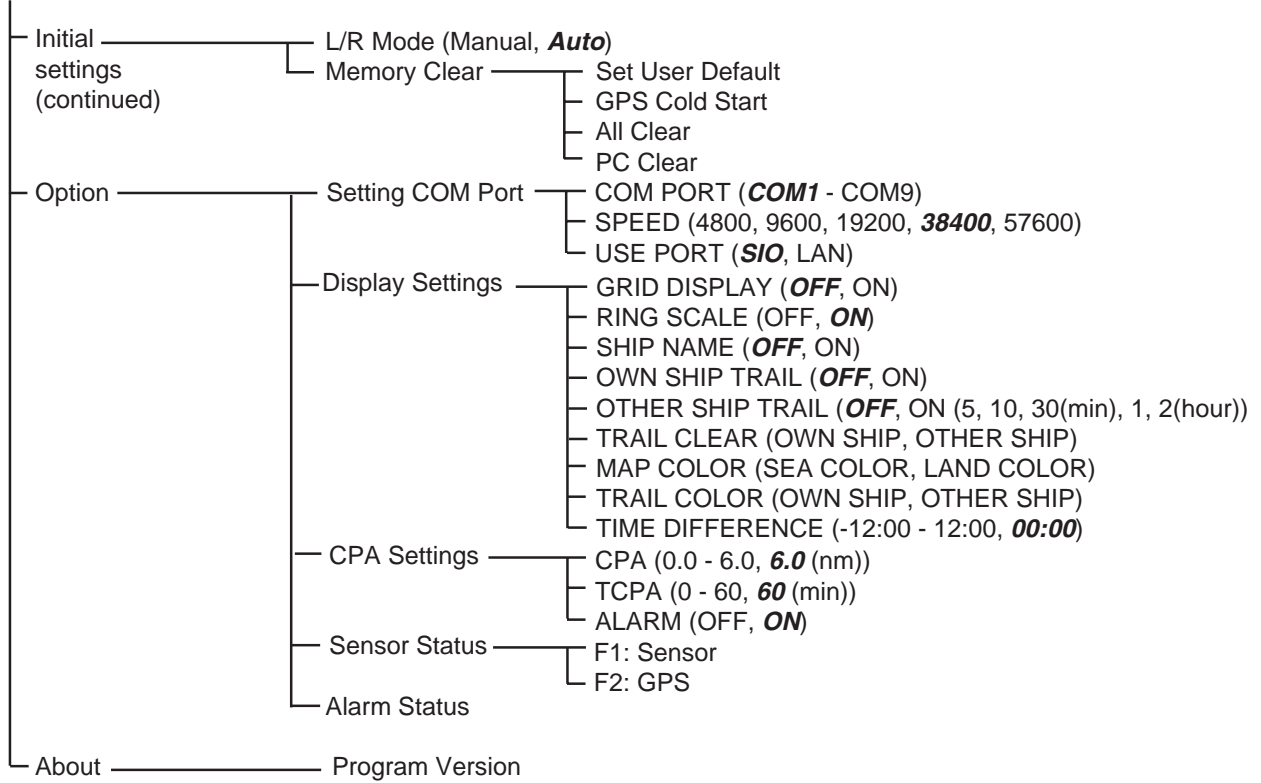 Initial settings (continued)
L/R Mode (Manual, Auto)
Memory Clear
Set User Default
GPS Cold Start
All Clear
PC Clear
Option
Setting COM Port
COM PORT (COM1 - COM9)
SPEED (4800, 9600, 19200, 38400, 57600)
USE PORT (SIO, LAN)
Display Settings
GRID DISPLAY (OFF, ON)
RING SCALE (OFF, ON)
SHIP NAME (OFF, ON)
OWN SHIP TRAIL (OFF, ON)
OTHER SHIP TRAIL (OFF, ON (5, 10, 30(min), 1, 2(hour))
TRAIL CLEAR (OWN SHIP, OTHER SHIP)
MAP COLOR (SEA COLOR, LAND COLOR)
TRAIL COLOR (OWN SHIP, OTHER SHIP)
TIME DIFFERENCE (-12:00 - 12:00, 00:00)
CPA Settings
CPA (0.0 - 6.0, 6.0 (nm))
TCPA (0 - 60, 60 (min))
ALARM (OFF, ON)
Sensor Status
F1: Sensor
F2: GPS
Alarm Status
About
Program Version